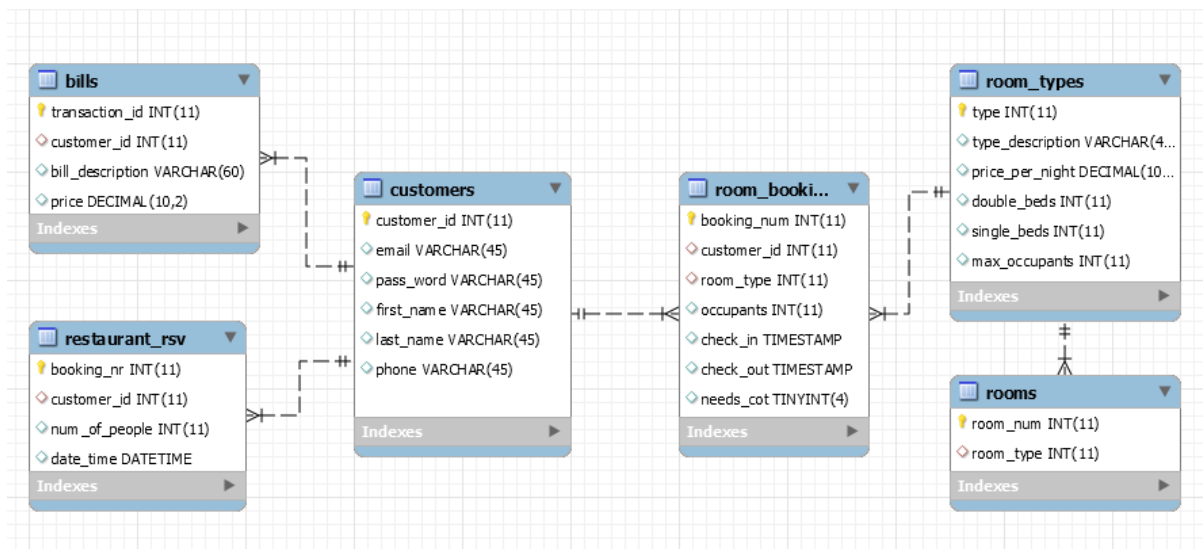 bills
transaction_id INT(11)
customer_id INT(11)
bill_description VARCHAR(60)
price DECIMAL(10,2)
Indexes
restaurant_rsv
booking_nr INT(11)
customer_id INT(11)
num_of_people INT(11)
date_time DATETIME
Indexes
customers
customer_id INT(11)
email VARCHAR(45)
pass_word VARCHAR(45)
first_name VARCHAR(45)
last_name VARCHAR(45)
phone VARCHAR(45)
Indexes
room_booki...
booking_num INT(11)
customer_id INT(11)
room_type INT(11)
occupants INT(11)
check_in TIMESTAMP
check_out TIMESTAMP
needs_cot TINYINT(4)
Indexes
room_types
type INT(11)
type_description VARCHAR(4...
price_per_night DECIMAL(10...
double_beds INT(11)
single_beds INT(11)
max_occupants INT(11)
Indexes
rooms
room_num INT(11)
room_type INT(11)
Indexes